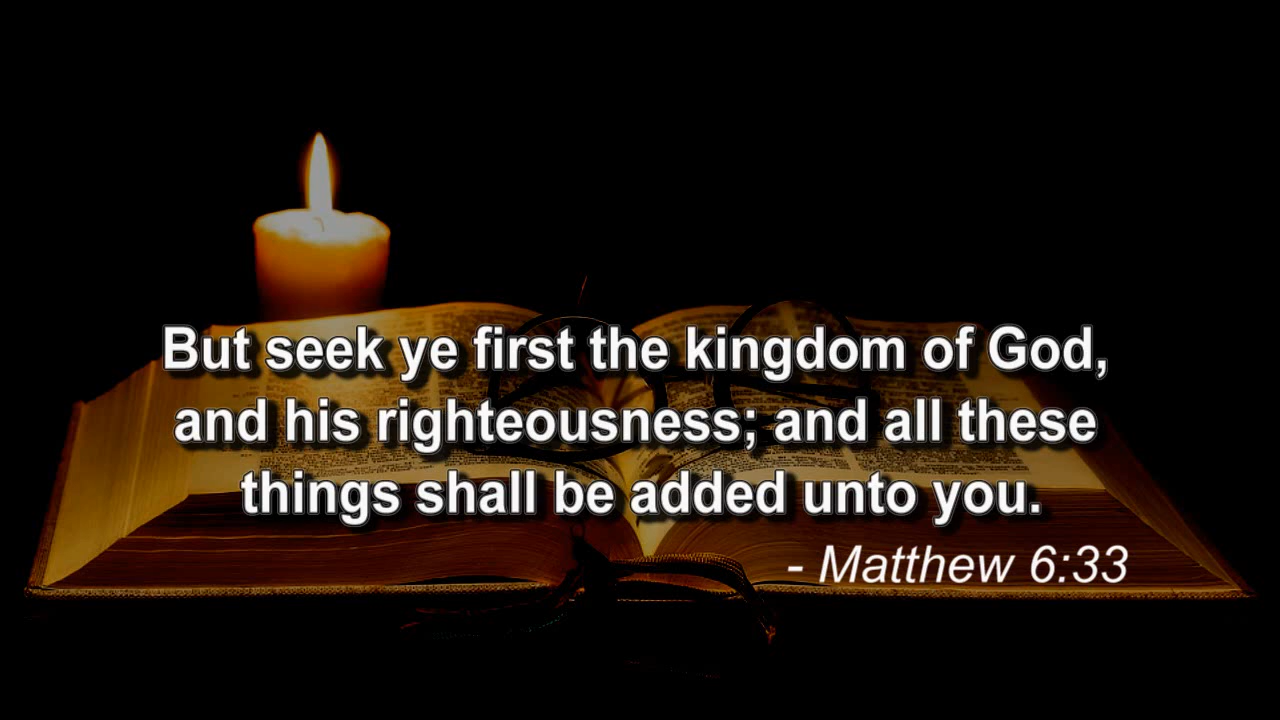 But seek ye first the kingdom of God,
and his righteousness; and all these
things shall be added unto you.
- Matthew 6:33